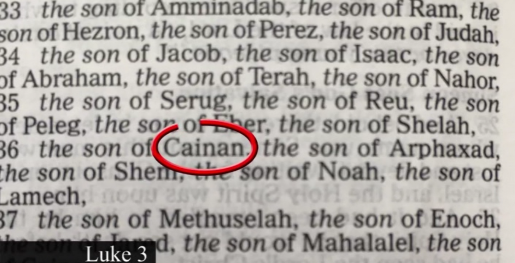 33 the son of Amminadab, the son of Ram, the
son of Hezron, the son of Perez, the son of Judah,
34 the son of Jacob, the son of Isaac, the son
of Abraham, the son of Terah, the son of Nahor,
35 the son of Serug, the son of Reu, the son
of Peleg, the son of Eber, the son of Shelah,
36 the son of Cainan, the son of Arphaxad,
the son of Shem, the son of Noah, the son of
Lamech,
37 the son of Methuselah, the son of Enoch,
the son of Jared, the son of Mahalalel, the son
Luke 3